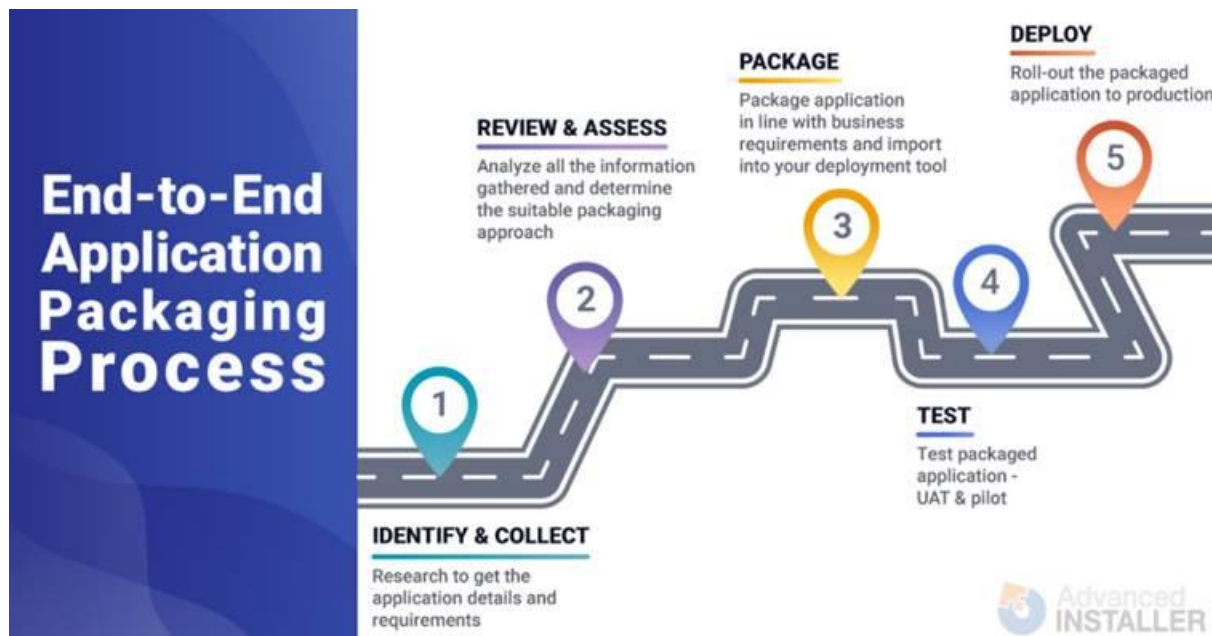 End-to-End
Application
Packaging
Process
1
IDENTIFY & COLLECT
Research to get the
application details and
requirements
2
REVIEW & ASSESS
Analyze all the information
gathered and determine
the suitable packaging
approach
3
PACKAGE
Package application
in line with business
requirements and import
into your deployment tool
4
TEST
Test packaged
application -
UAT & pilot
5
DEPLOY
Roll-out the packaged
application to production
Advanced
INSTALLER